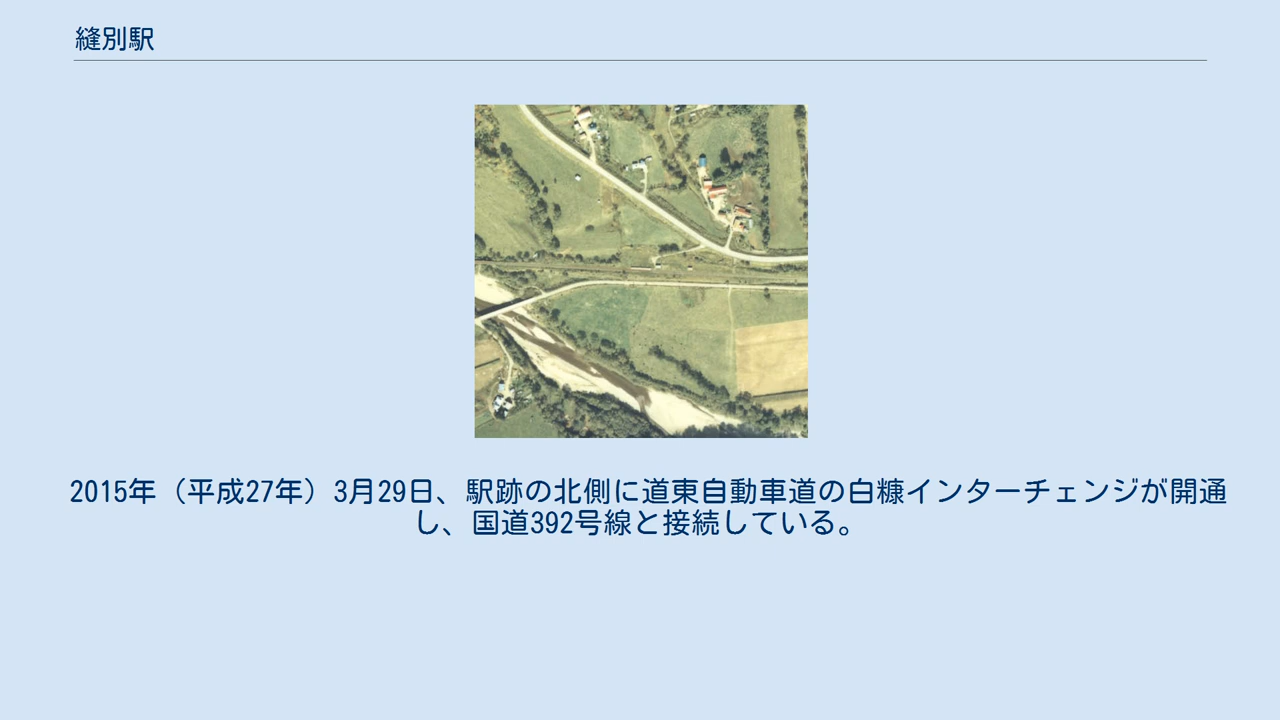 縫別駅
2015年（平成27年）3月29日、駅跡の北側に道東自動車道の白糠インターチェンジが開通
し、国道392号線と接続している。